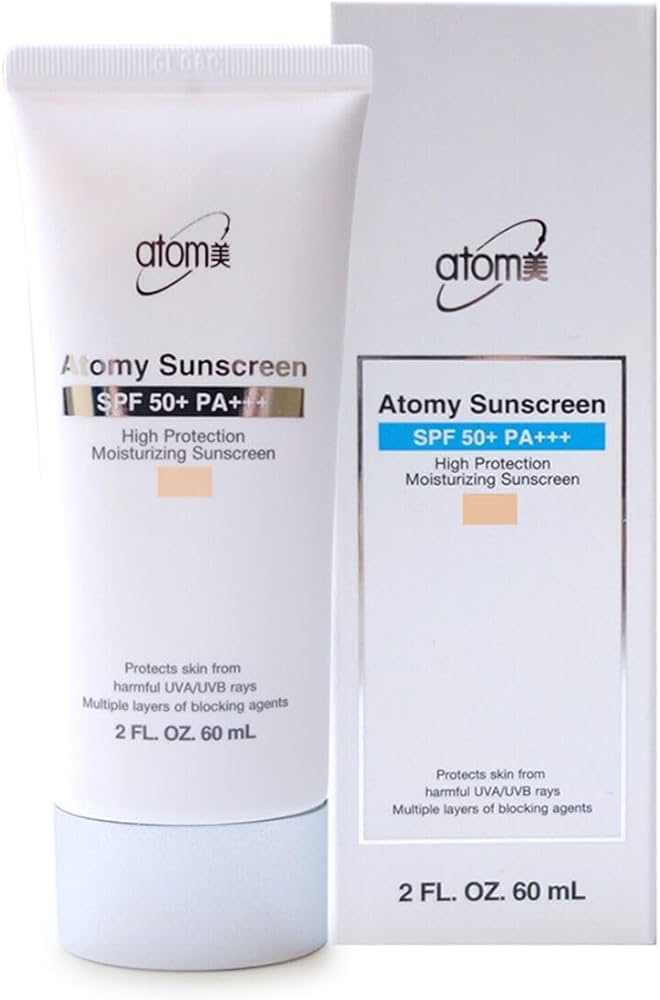 atom美
Atomy Sunscreen
SPF 50+ PA+++
High Protection
Moisturizing Sunscreen
Protects skin from
harmful UVA/UVB rays
Multiple layers of blocking agents
2 FL. OZ. 60 mL
atom美
Atomy Sunscreen
SPF 50+ PA+++
High Protection
Moisturizing Sunscreen
Protects skin from
harmful UVA/UVB rays
Multiple layers of blocking agents
2 FL. OZ. 60 mL